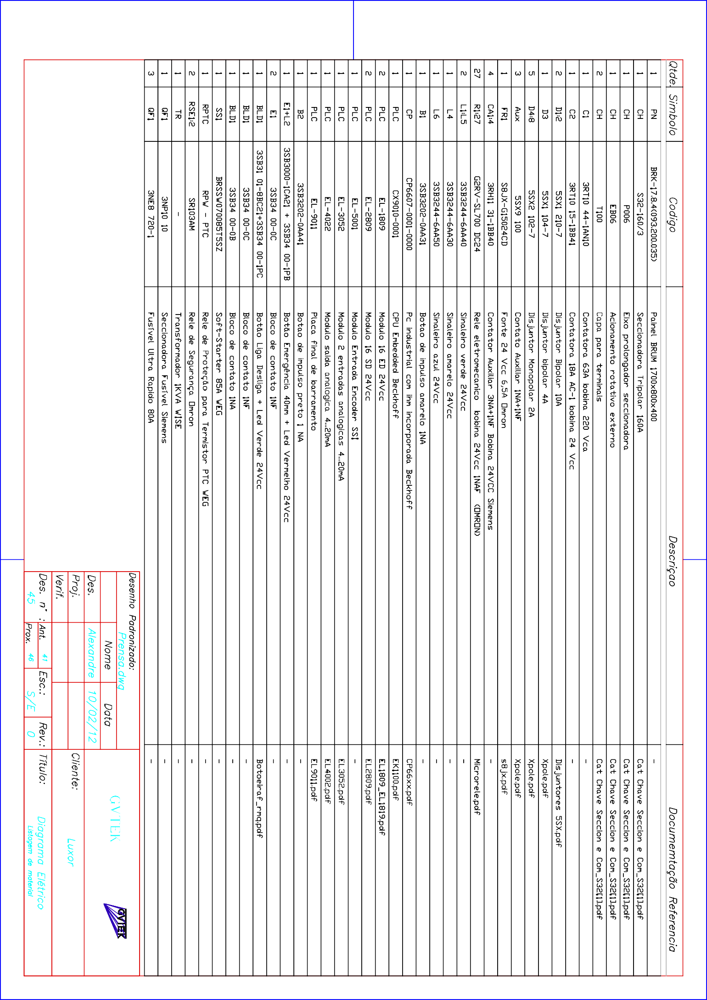 Qtde. Simbolo Codigo Descriçao Documemtação Referencia
1 PN BRK-17.8.4(093.200.035) Painel BRUM 1700x800x400 -
1 CH S32-160/3 Seccionadora Tripolar 160A Cat Chave Seccion e Com_S32[1].pdf
1 CH P006 Eixo prolongador seccionadora Cat Chave Seccion e Com_S32[1].pdf
1 CH EB06 Acionamento rotativo externo Cat Chave Seccion e Com_S32[1].pdf
2 CH T100 Capa para terminais Cat Chave Seccion e Com_S32[1].pdf
1 C1 3RT10 44-1AN10 Contatora 63A bobina 220 Vca -
1 C2 3RT10 15-1BB41 Contatora 18A AC-1 bobina 24 Vcc -
2 D1:2 5SX1 210-7 Disjuntor Bipolar 10A Disjuntores 5SX.pdf
1 D3 5SX1 104-7 Disjuntor bipolar 4A Xpole.pdf
5 D4:8 5SX2 102-7 Disjuntor Monopolar 2A Xpole.pdf
3 Aux 5SX9 100 Contato Auxiliar 1NA+1NF Xpole.pdf
1 FR1 S8JX-G15024CD Fonte 24 Vcc 6,5A Omron s8jx.pdf
4 CA1:4 3RH11 31-1BB40 Contator Auxiliar 3NA+1NF Bobina 24VCC Siemens -
27 R1:27 G2RV-SL700 DC24 Rele eletromecanico bobina 24Vcc 1NAF (OMRON) Microrele.pdf
2 L1:L5 3SB3244-6AA40 Sinaleiro verde 24Vcc -
1 L4 3SB3244-6AA30 Sinaleiro amarelo 24Vcc -
1 L6 3SB3244-6AA50 Sinaleiro azul 24Vcc -
1 B1 3SB3202-0AA31 Botao de impulso amarelo 1NA -
1 CP CP6607-0001-0000 Pc industrial com ihm incorporada Beckhoff CP66xx.pdf
1 PLC CX9010-0001 CPU Embedded Beckhoff EK1100.pdf
2 PLC EL-1809 Modulo 16 ED 24Vcc EL1809_EL1819.pdf
2 PLC EL-2809 Modulo 16 SD 24Vcc EL2809.pdf
1 PLC EL-5001 Modulo Entrada Encoder SSI -
1 PLC EL-3052 Modulo 2 entradas analogicas 4...20mA EL3052.pdf
1 PLC EL-4022 Modulo saida analogica 4...20mA EL4002.pdf
1 PLC EL-9011 Placa final de barramento EL9011.pdf
1 B2 3SB3202-0AA41 Botao de impulso preto 1 NA -
1 E1+L2 3SB3000-1CA21 + 3SB34 00-1PB Botão Emergência 40mm + Led Vermelho 24Vcc -
2 E1 3SB34 00-0C Bloco de contato 1NF -
1 BLD1 3SB31 01-8BC21+3SB34 00-1PC Botão Liga Desliga + Led Verde 24Vcc Botoeiraf_rmq.pdf
1 BLD1 3SB34 00-0C Bloco de contato 1NF -
1 BLD1 3SB34 00-0B Bloco de contato 1NA -
1 SS1 BRSSW070085T5SZ Soft-Starter 85A WEG -
1 RPTC RPW - PTC Rele de Proteção para Termistor PTC WEG -
2 RSE1:2 SR103AM Rele de Segurança Omron -
1 TR - Transformador 1KVA WISE -
1 QF1 3NP10 10 Seccionadora Fusível Siemens -
3 QF1 3NE8 720-1 Fusível Ultra Rapido 80A -
Desenho Padronizado:
Prensa.dwg
Nome Data
Des. Alexandre 10/02/12
Proj.
Verif.
Des. n° : 45
Ant. 41
Prox. 46
Esc.: S/E
Rev.: 0
GVTEK
GVTEK
Cliente: Luxor
Título: Diagrama Elétrico
Listagem de material